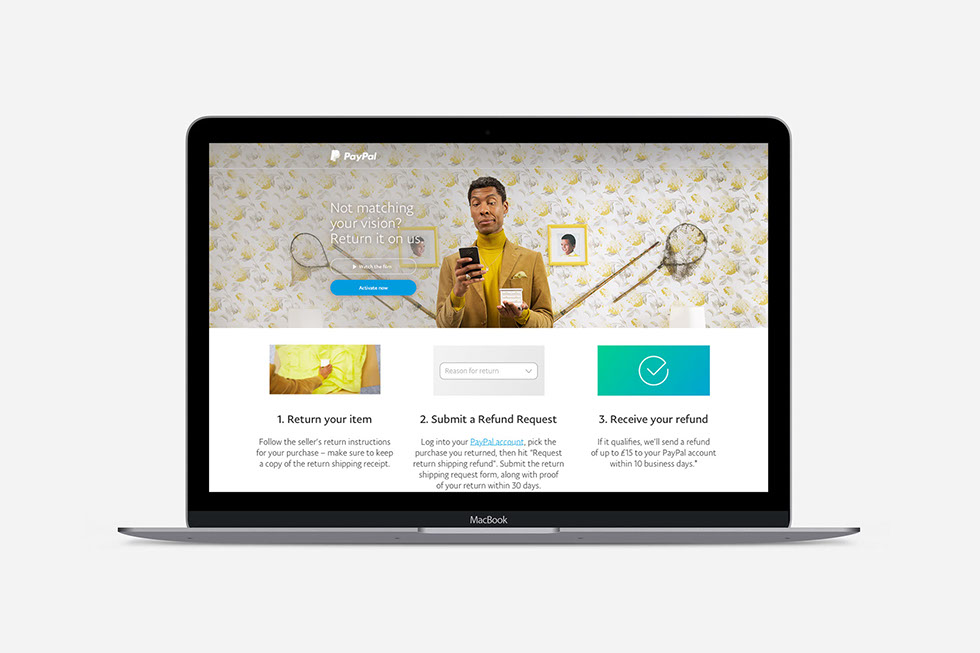 PayPal
Not matching
your vision?
Return it on us.
Watch the film
Activate now
Reason for return
1. Return your item
Follow the seller's return instructions
for your purchase – make sure to keep
a copy of the return shipping receipt.
2. Submit a Refund Request
Log into your PayPal account, pick the
purchase you returned, then hit "Request
return shipping refund". Submit the return
shipping request form, along with proof
of your return within 30 days.
3. Receive your refund
If it qualifies, we'll send a refund
of up to £15 to your PayPal account
within 10 business days.*
MacBook